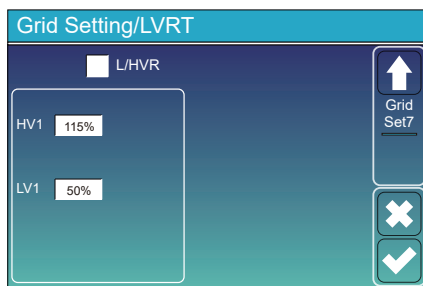 Grid Setting/LVRT
L/HVR
Grid
Set7
HV1 115%
LV1 50%